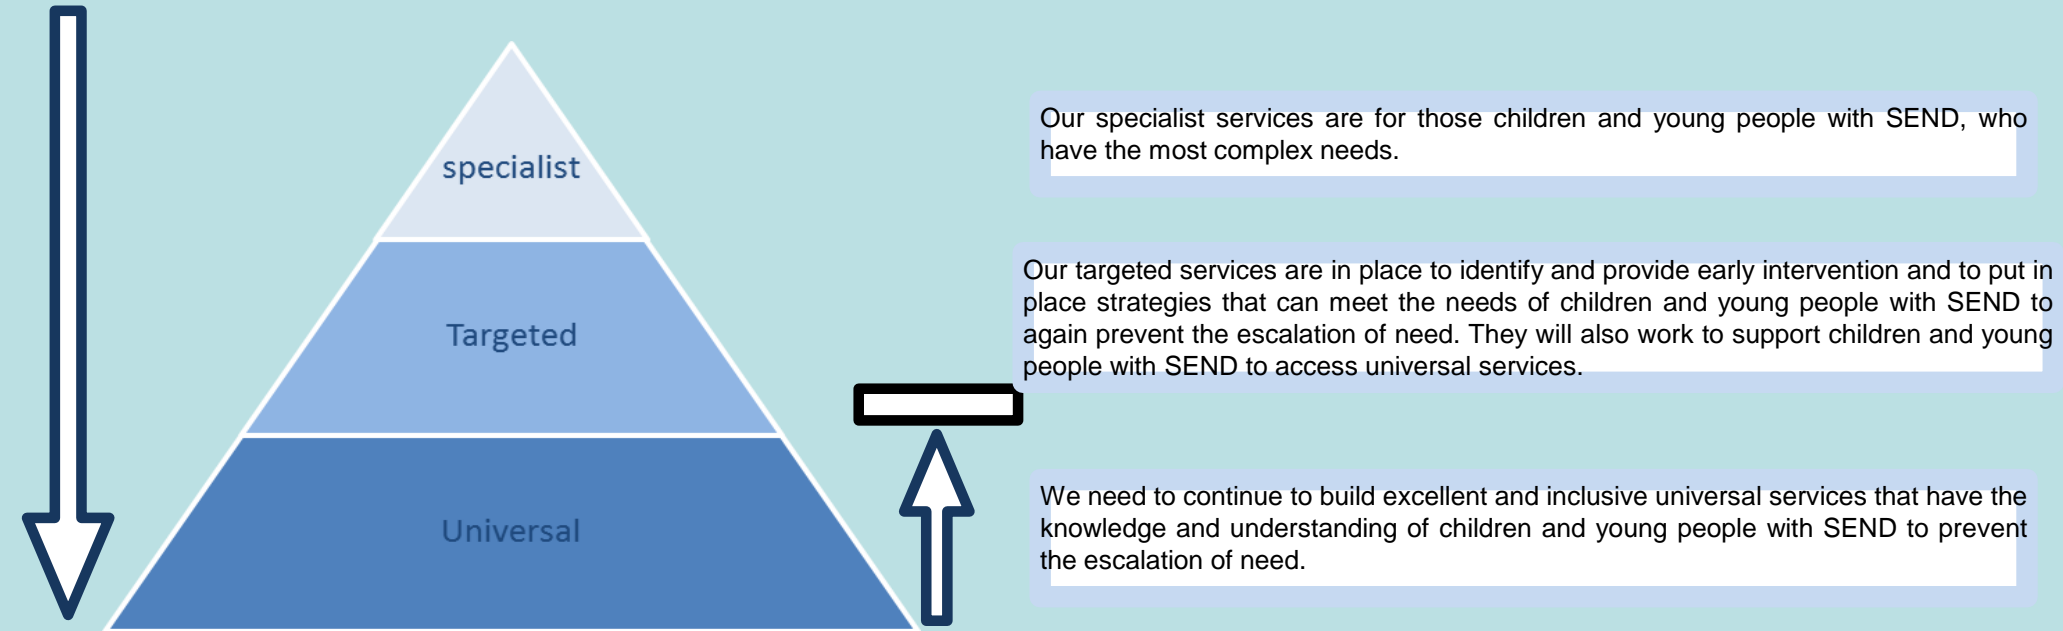 specialist
Our specialist services are for those children and young people with SEND, who
have the most complex needs.
Targeted
Our targeted services are in place to identify and provide early intervention and to put in
place strategies that can meet the needs of children and young people with SEND to
again prevent the escalation of need. They will also work to support children and young
people with SEND to access universal services.
Universal
We need to continue to build excellent and inclusive universal services that have the
knowledge and understanding of children and young people with SEND to prevent
the escalation of need.